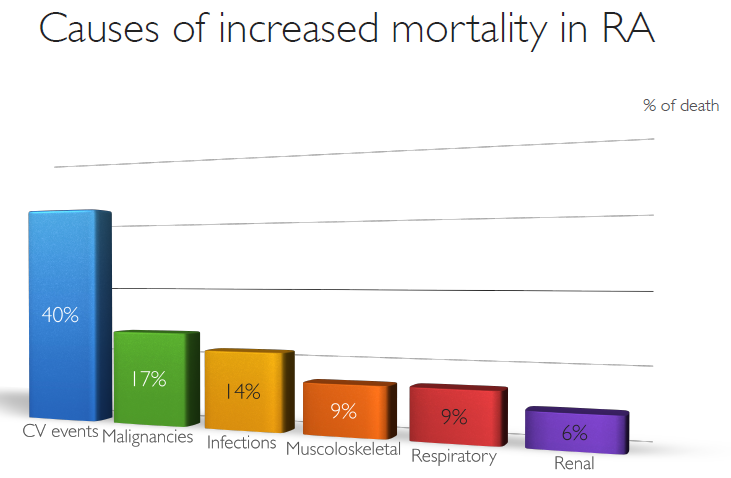 Causes of increased mortality in RA
% of death
40%
17%
14%
9%
9%
6%
CV events
Malignancies
Infections
Muscoloskeletal
Respiratory
Renal